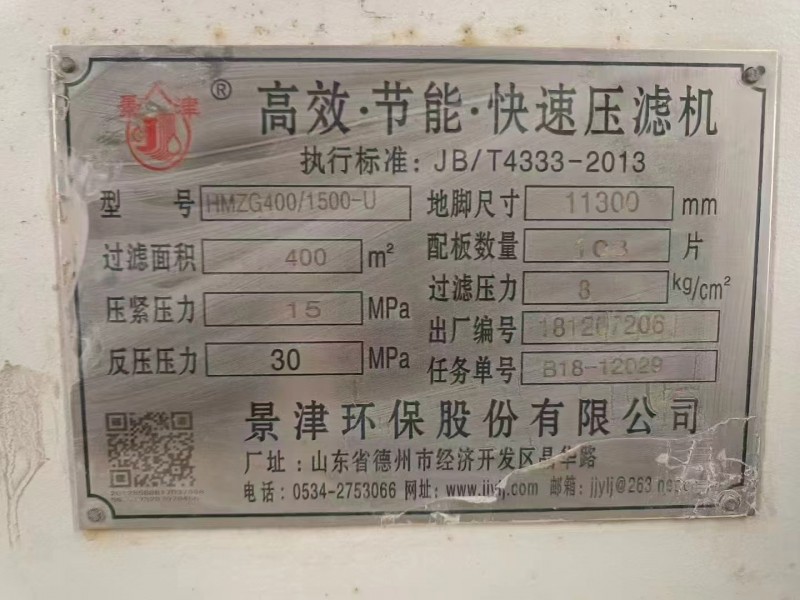 景津 ® 高效·节能·快速压滤机
执行标准：JB/T4333-2013
型 号 HMZG400/1500-U 地脚尺寸 11300 mm
过滤面积 400 m² 配板数量 片
压紧压力 15 MPa 过滤压力 8 kg/cm²
反压压力 30 MPa 出厂编号
任务单号 B18-12029
景津环保股份有限公司
厂址：山东省德州市经济开发区晶华路
电话：0534-2753066 网址：www.jjylj.com 邮箱：